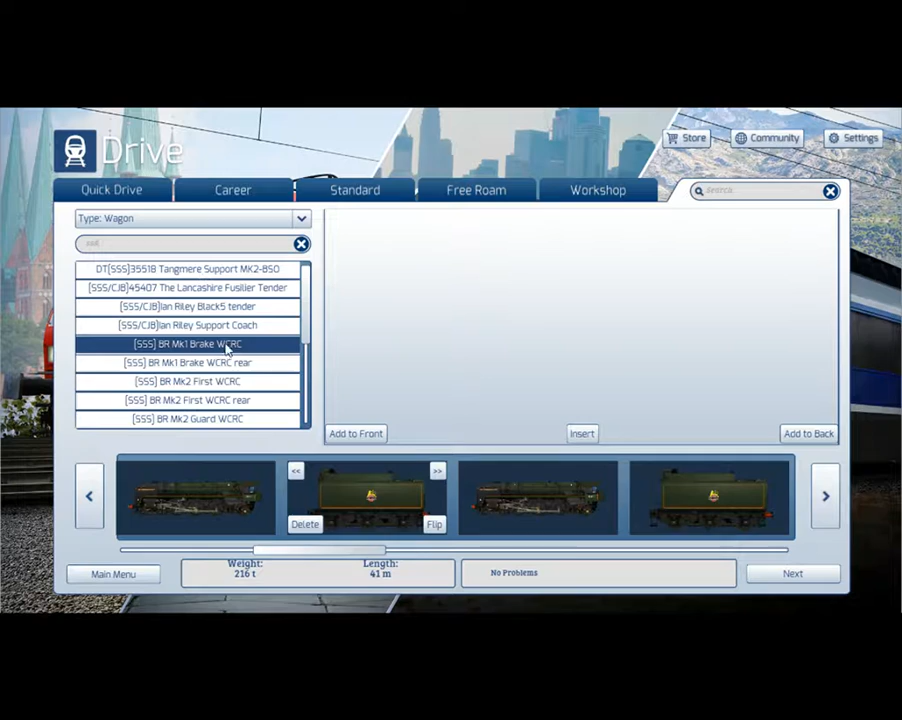 Drive
Store
Community
Settings
Quick Drive
Career
Standard
Free Roam
Workshop
Search
Type: Wagon
DT[SSS]35518 Tangmere Support MK2-BSO
[SSS/CJB]45407 The Lancashire Fusilier Tender
[SSS/CJB]Ian Riley Black5 tender
[SSS/CJB]Ian Riley Support Coach
[SSS] BR Mk1 Brake WCRC
[SSS] BR Mk1 Brake WCRC rear
[SSS] BR Mk2 First WCRC
[SSS] BR Mk2 First WCRC rear
[SSS] BR Mk2 Guard WCRC
Add to Front
Insert
Add to Back
<<
>>
Delete
Flip
Main Menu
Weight:
216 t
Length:
41 m
No Problems
Next